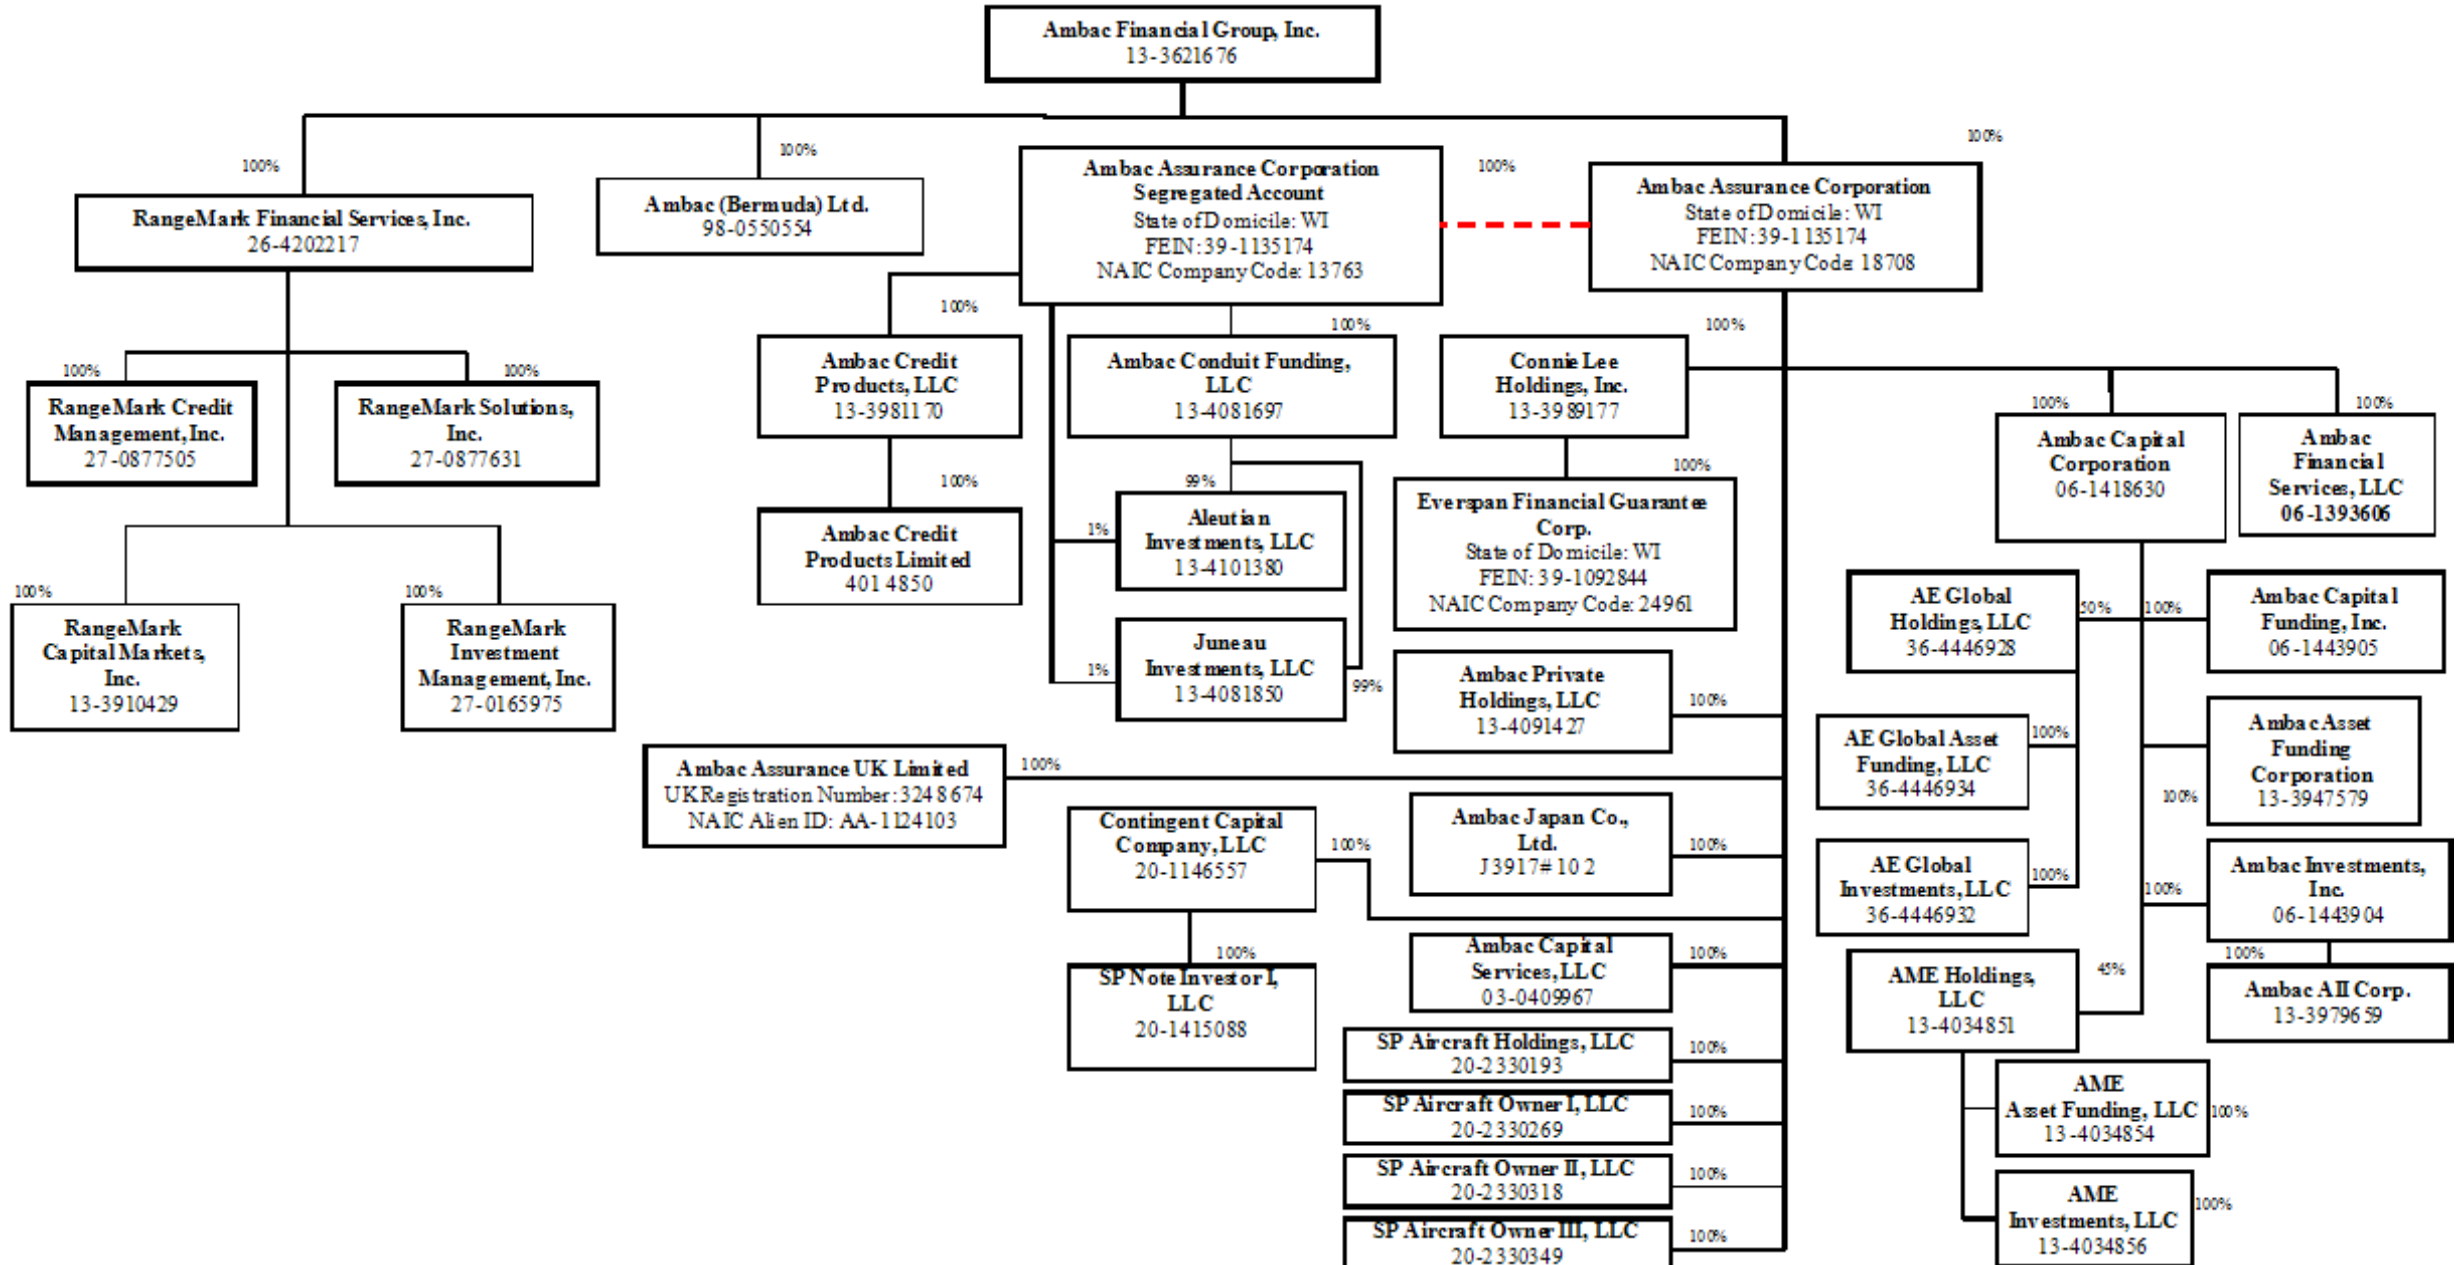 Ambac Financial Group, Inc.
13-3621676
100%
100%
100%
100%
RangeMark Financial Services, Inc.
26-4202217
Ambac (Bermuda) Ltd.
98-0550554
Ambac Assurance Corporation
Segregated Account
State of Domicile: WI
FEIN: 39-1135174
NAIC Company Code: 13763
Ambac Assurance Corporation
State of Domicile: WI
FEIN: 39-1135174
NAIC Company Code: 18708
100%
RangeMark Credit
Management, Inc.
27-0877505
100%
RangeMark Solutions,
Inc.
27-0877631
100%
RangeMark
Capital Markets,
Inc.
13-3910429
100%
RangeMark
Investment
Management, Inc.
27-0165975
100%
Ambac Credit
Products, LLC
13-3981170
100%
Ambac Credit
Products Limited
4014850
100%
Ambac Conduit Funding,
LLC
13-4081697
99%
1%
Aleutian
Investments, LLC
13-4101380
1%
Juneau
Investments, LLC
13-4081850
99%
100%
Connie Lee
Holdings, Inc.
13-3989177
100%
Everspan Financial Guarantee
Corp.
State of Domicile: WI
FEIN: 39-1092844
NAIC Company Code: 24961
Ambac Private
Holdings, LLC
13-4091427
100%
Ambac Assurance UK Limited
UK Registration Number: 3248674
NAIC Alien ID: AA-1124103
100%
Contingent Capital
Company, LLC
20-1146557
100%
100%
SP Note Investor I,
LLC
20-1415088
Ambac Japan Co.,
Ltd.
J3917#102
100%
Ambac Capital
Services, LLC
03-0409967
100%
SP Aircraft Holdings, LLC
20-2330193
100%
SP Aircraft Owner I, LLC
20-2330269
100%
SP Aircraft Owner II, LLC
20-2330318
100%
SP Aircraft Owner III, LLC
20-2330349
100%
100%
Ambac Capital
Corporation
06-1418630
100%
Ambac
Financial
Services, LLC
06-1393606
AE Global
Holdings, LLC
36-4446928
50%
100%
Ambac Capital
Funding, Inc.
06-1443905
AE Global Asset
Funding, LLC
36-4446934
100%
Ambac Asset
Funding
Corporation
13-3947579
100%
AE Global
Investments, LLC
36-4446932
100%
100%
Ambac Investments,
Inc.
06-1443904
100%
Ambac AII Corp.
13-3979659
AME Holdings,
LLC
13-4034851
45%
AME
Asset Funding, LLC
13-4034854
100%
AME
Investments, LLC
13-4034856
100%